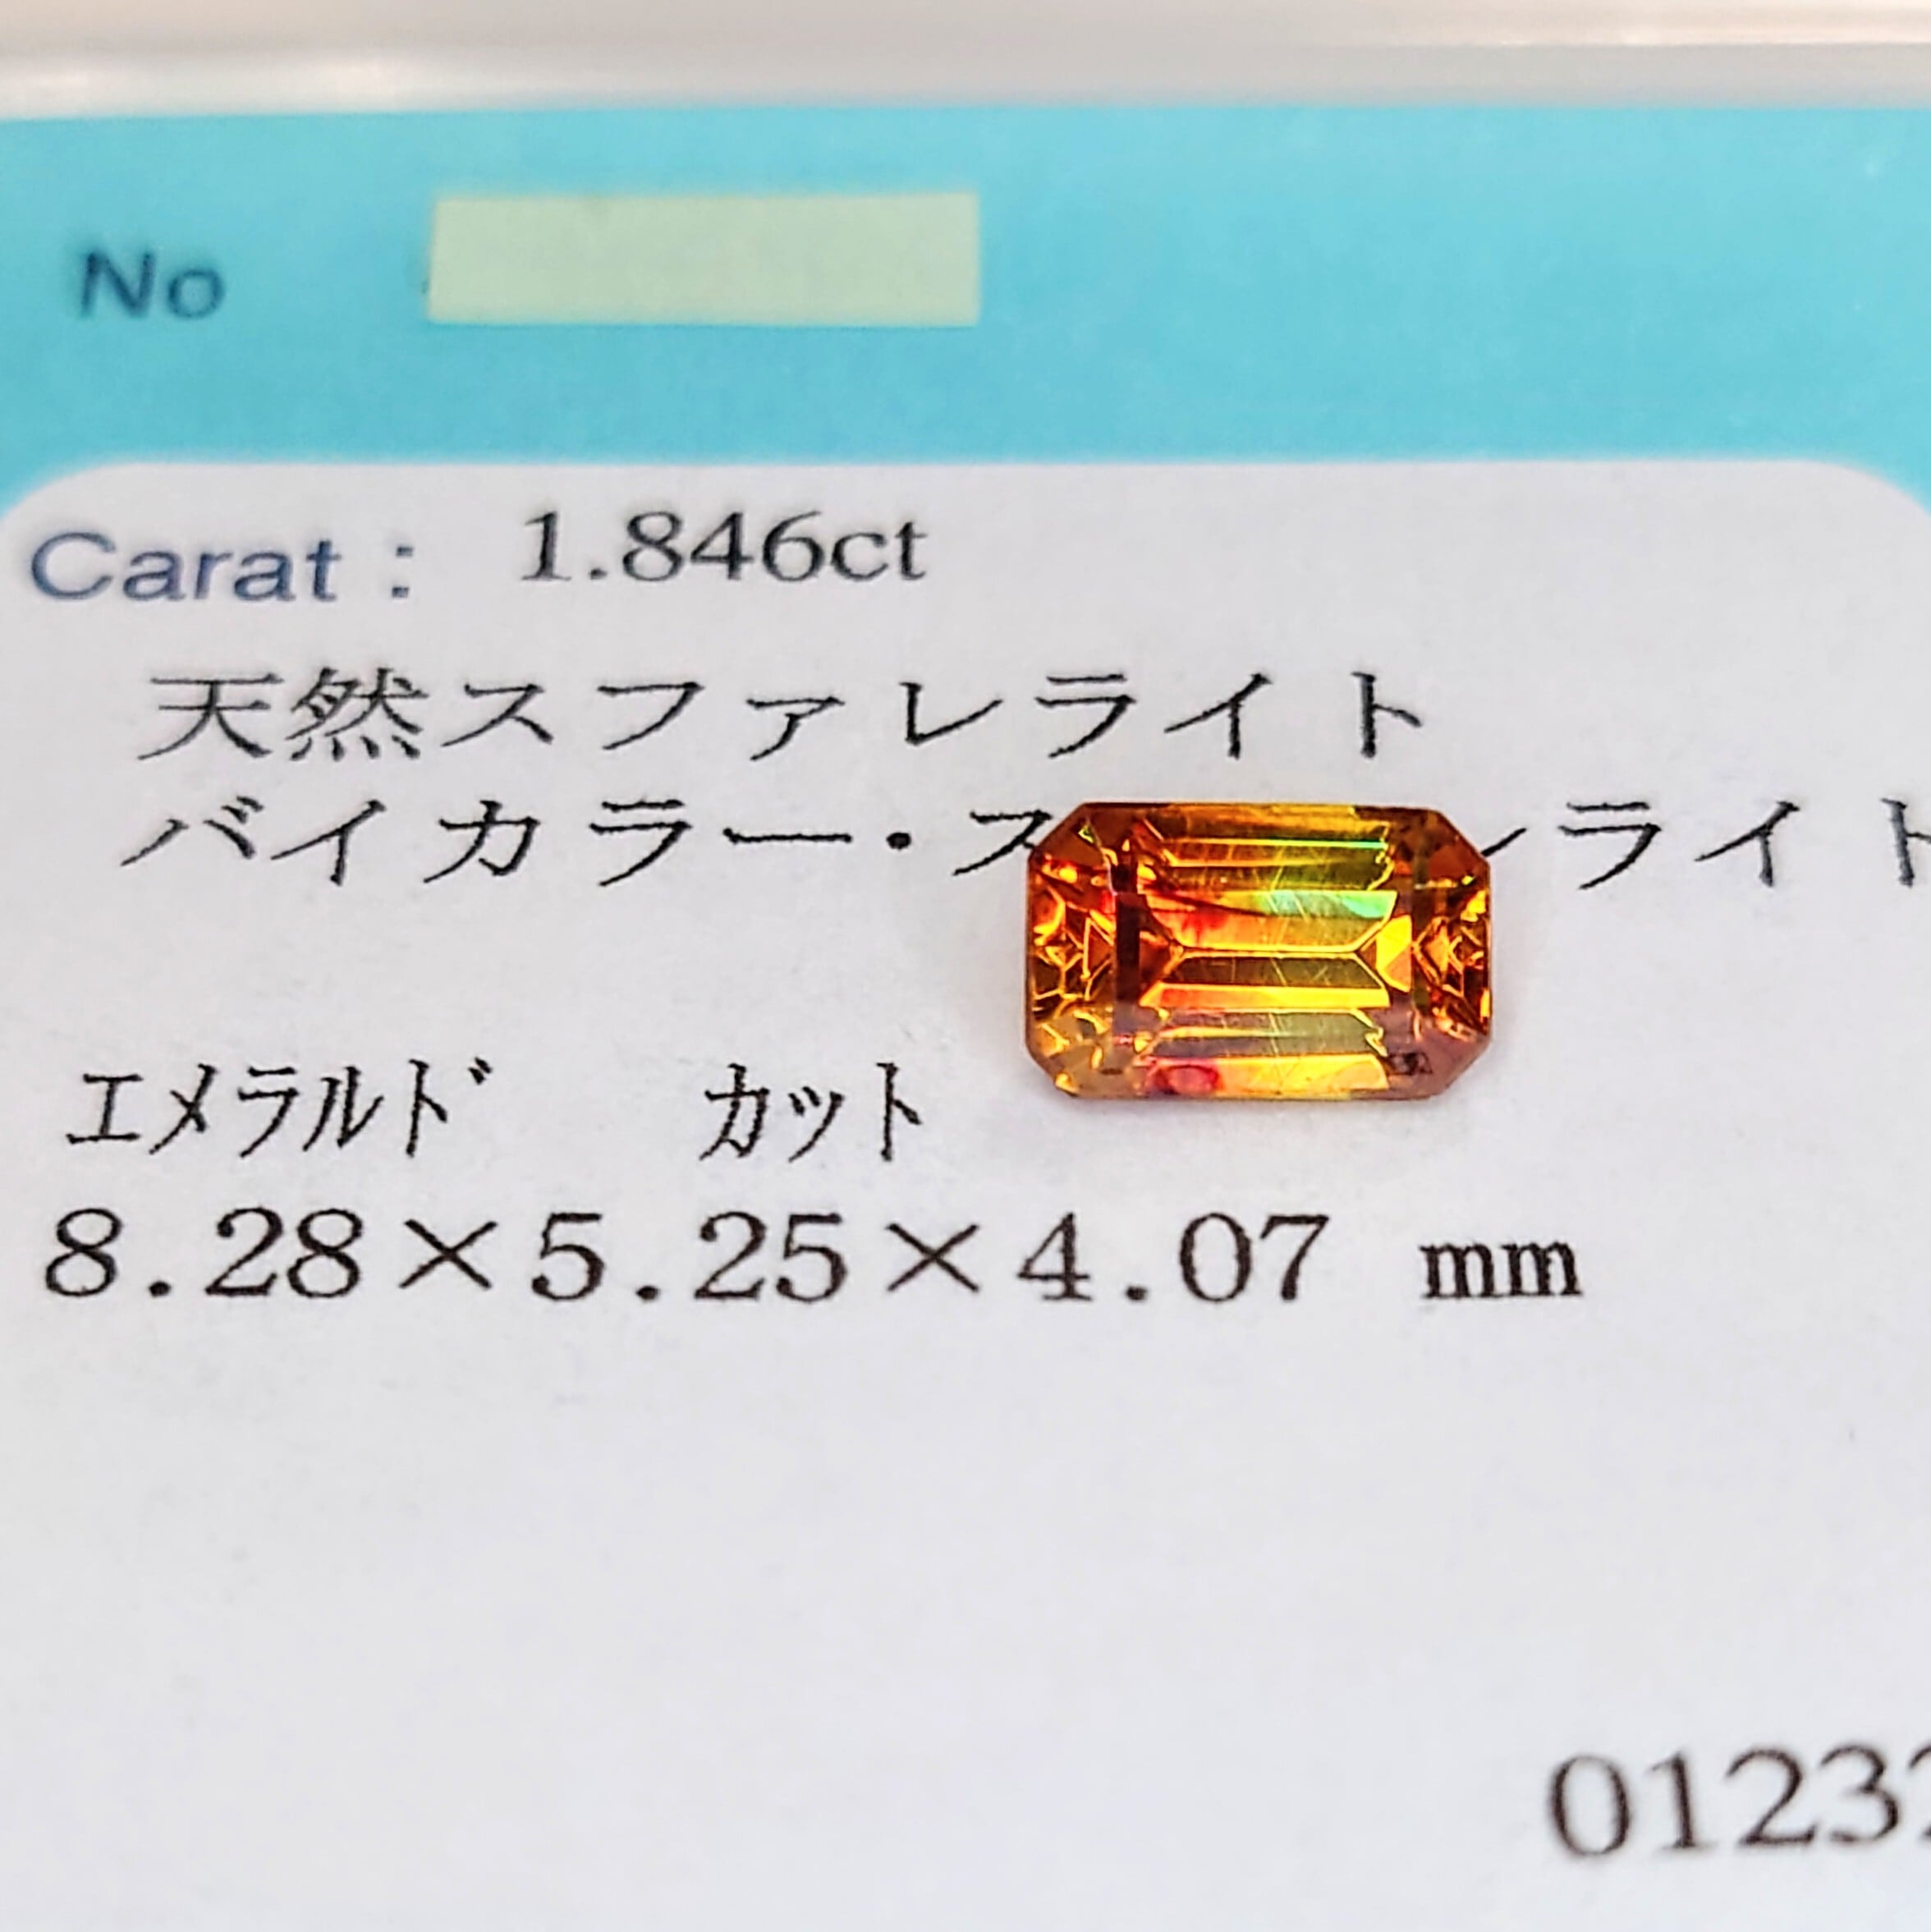 No
Carat : 1.846ct
天然スファレライト
バイカラー・ス ライト
エメラルド カット
8.28×5.25×4.07 mm
0123